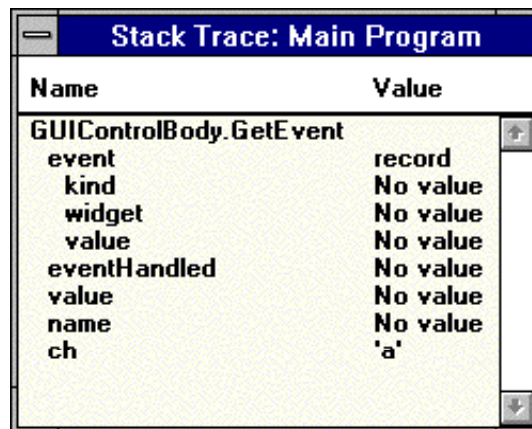 Stack Trace: Main Program
Name Value
GUIControlBody.GetEvent
event record
kind No value
widget No value
value No value
eventHandled No value
value No value
name No value
ch 'a'